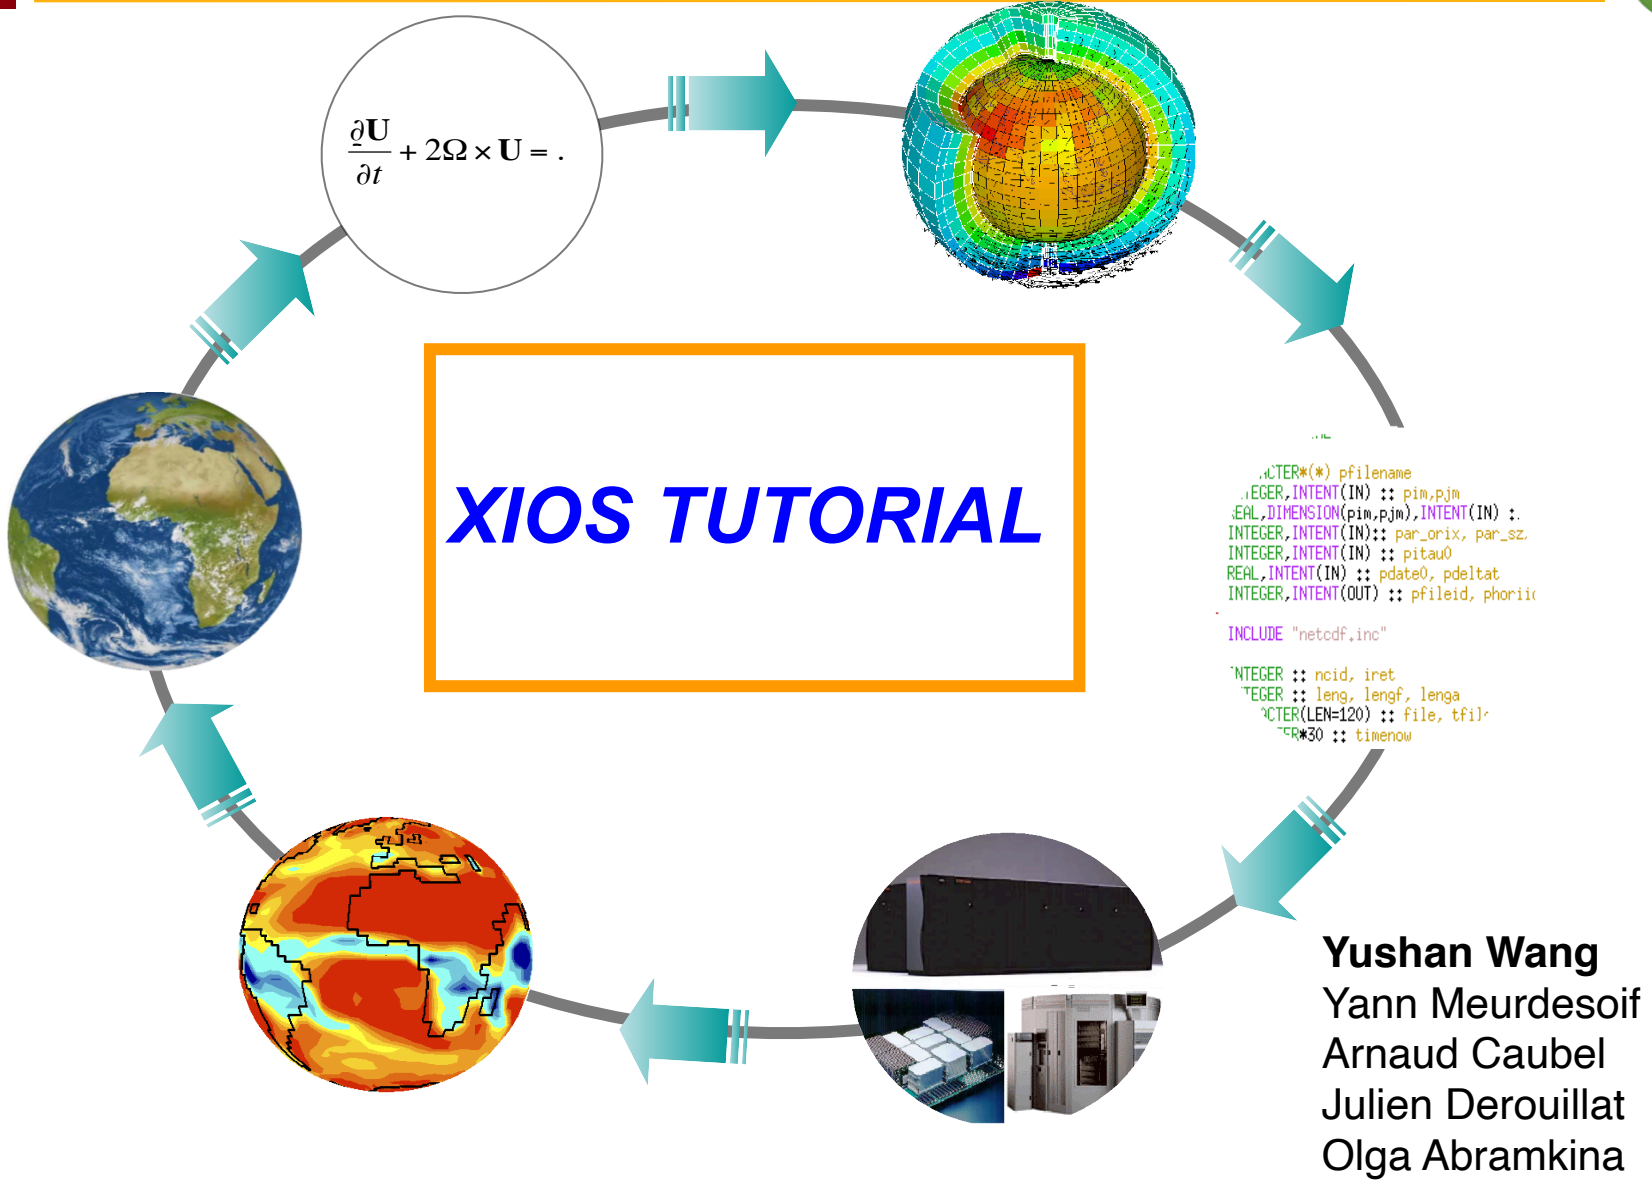 ∂U
∂t
+ 2Ω × U = .
XIOS TUTORIAL
CTER*(*) pfilename
EGER,INTENT(IN) :: pim,pjm
EAL,DIMENSION(pim,pjm),INTENT(IN) :
INTEGER,INTENT(IN):: par_orix, par_sz,
INTEGER,INTENT(IN) :: pitau0
REAL,INTENT(IN) :: pdate0, pdeltat
INTEGER,INTENT(OUT) :: pfileid, phorii
INCLUDE "netcdf.inc"
NTEGER :: ncid, iret
TEGER :: leng, lengf, lenga
CTER(LEN=120) :: file, tfil
ER*30 :: timenow
Yushan Wang
Yann Meurdesoif
Arnaud Caubel
Julien Derouillat
Olga Abramkina